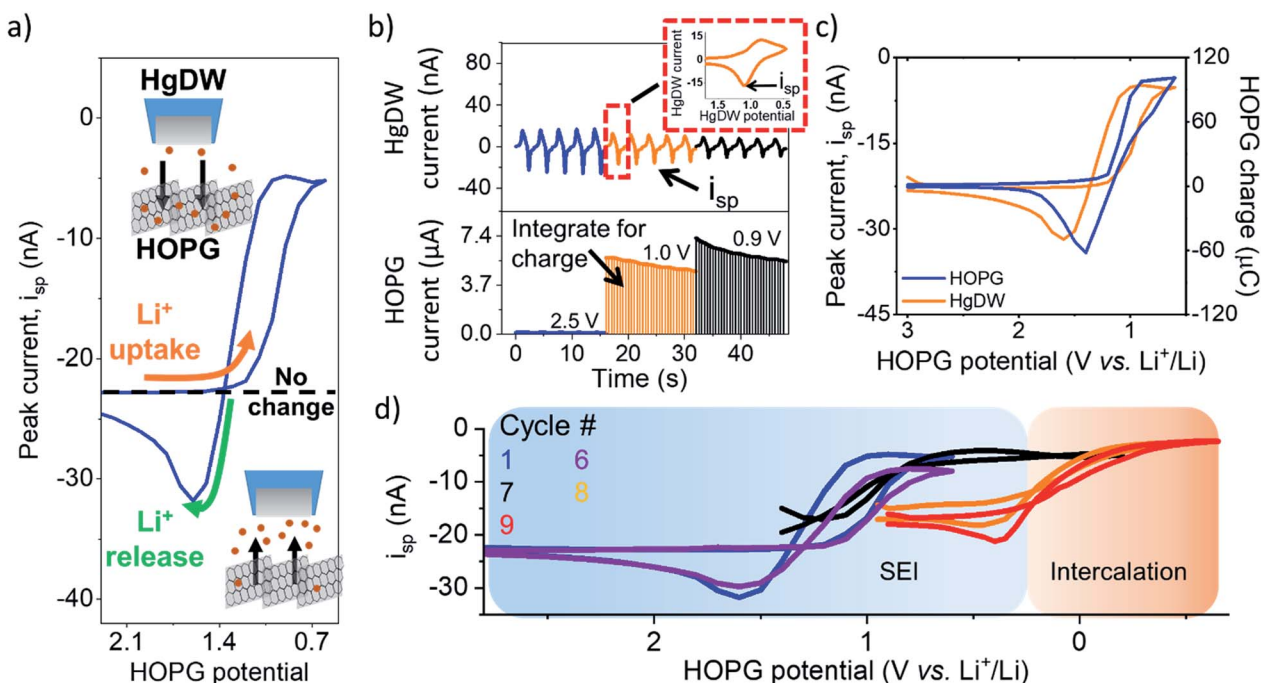 a)
HgDW
HOPG
Li+
uptake
No
change
Li+
release
0
-10
-20
-30
-40
Peak current, isp (nA)
2.1 1.4 0.7
HOPG potential
b)
80
40
0
-40
HgDW
current (nA)
15
0
-15
HgDW current
isp
1.5 1.0 0.5
HgDW potential
isp
7.4
3.7
0.0
HOPG
current (µA)
Integrate for
charge
2.5 V
1.0 V
0.9 V
0 20 40
Time (s)
c)
0
-15
-30
-45
Peak current, isp (nA)
120
60
0
-60
-120
HOPG charge
(µC)
HOPG
HgDW
3 2 1
HOPG potential (V vs. Li+/Li)
d)
Cycle #
1 6
7 8
9
0
-10
-20
-30
isp (nA)
SEI
Intercalation
2 1 0
HOPG potential (V vs. Li+/Li)